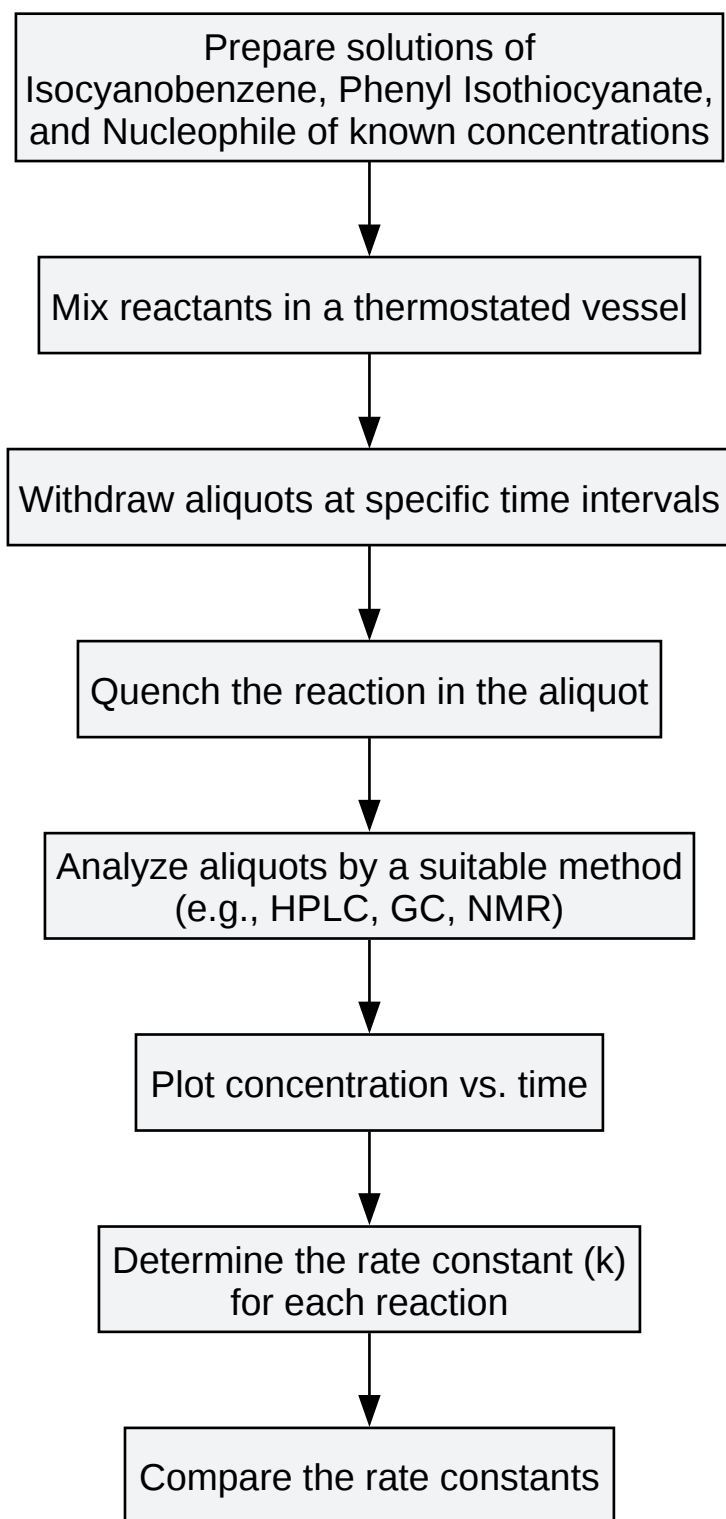 Prepare solutions of
Isocyanobenzene, Phenyl Isothiocyanate,
and Nucleophile of known concentrations
Mix reactants in a thermostated vessel
Withdraw aliquots at specific time intervals
Quench the reaction in the aliquot
Analyze aliquots by a suitable method
(e.g., HPLC, GC, NMR)
Plot concentration vs. time
Determine the rate constant (k)
for each reaction
Compare the rate constants